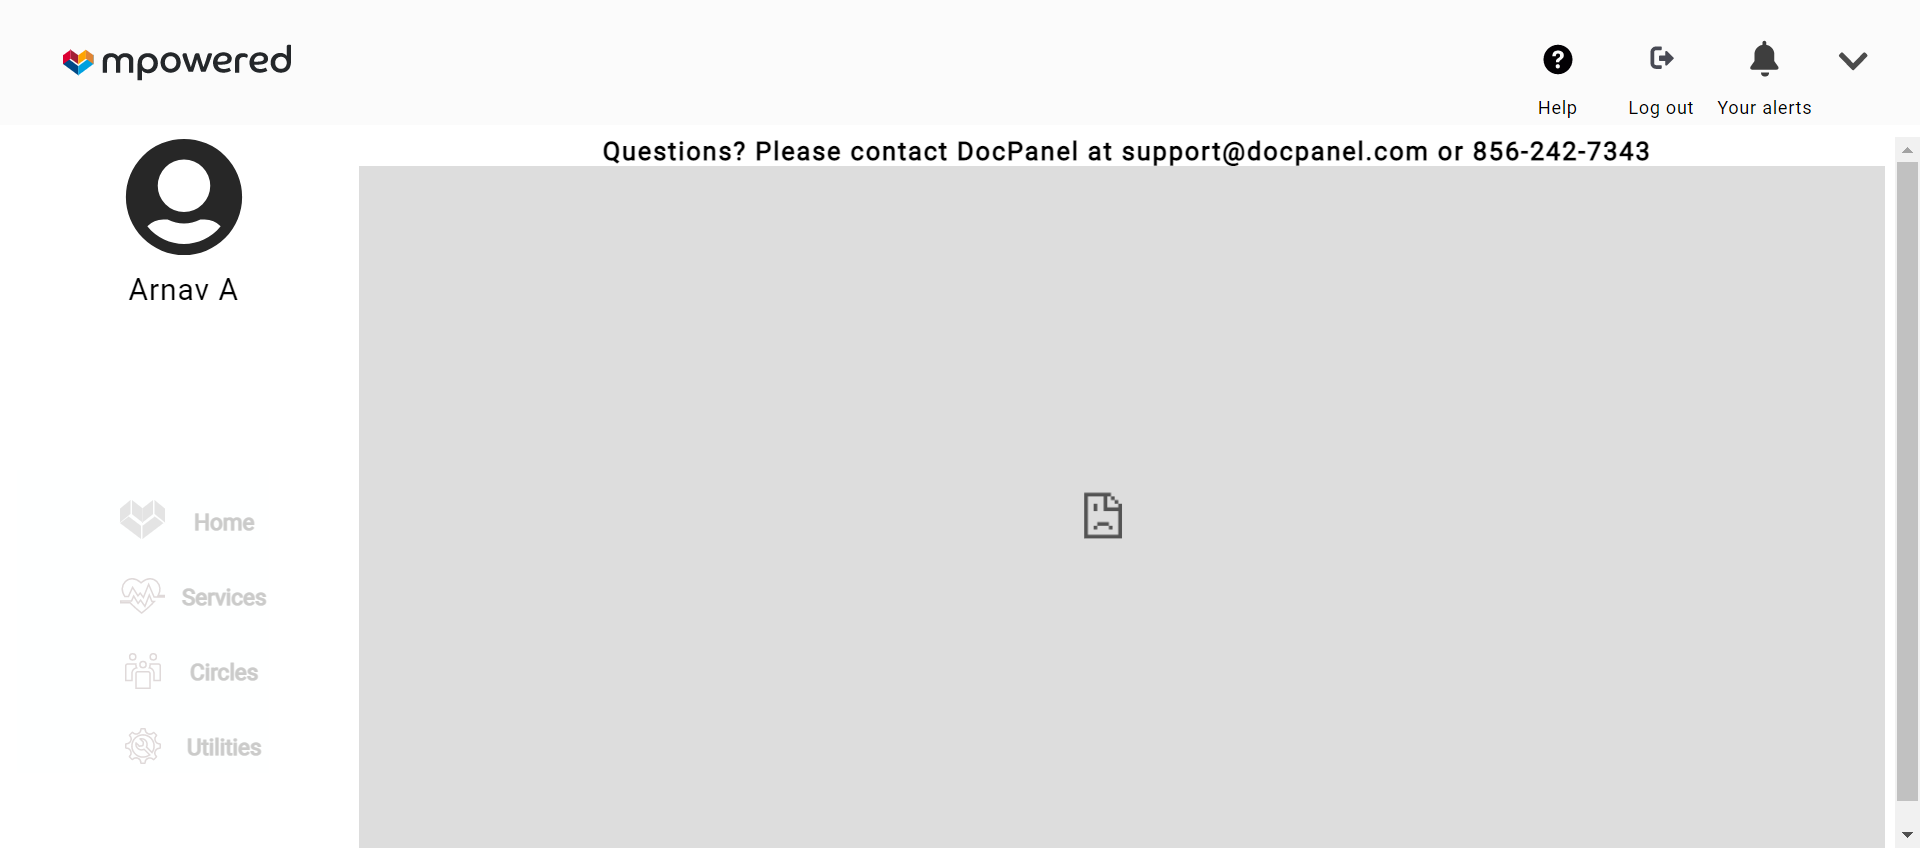 mpowered
Help
Log out
Your alerts
Questions? Please contact DocPanel at support@docpanel.com or 856-242-7343
Arnav A
Home
Services
Circles
Utilities